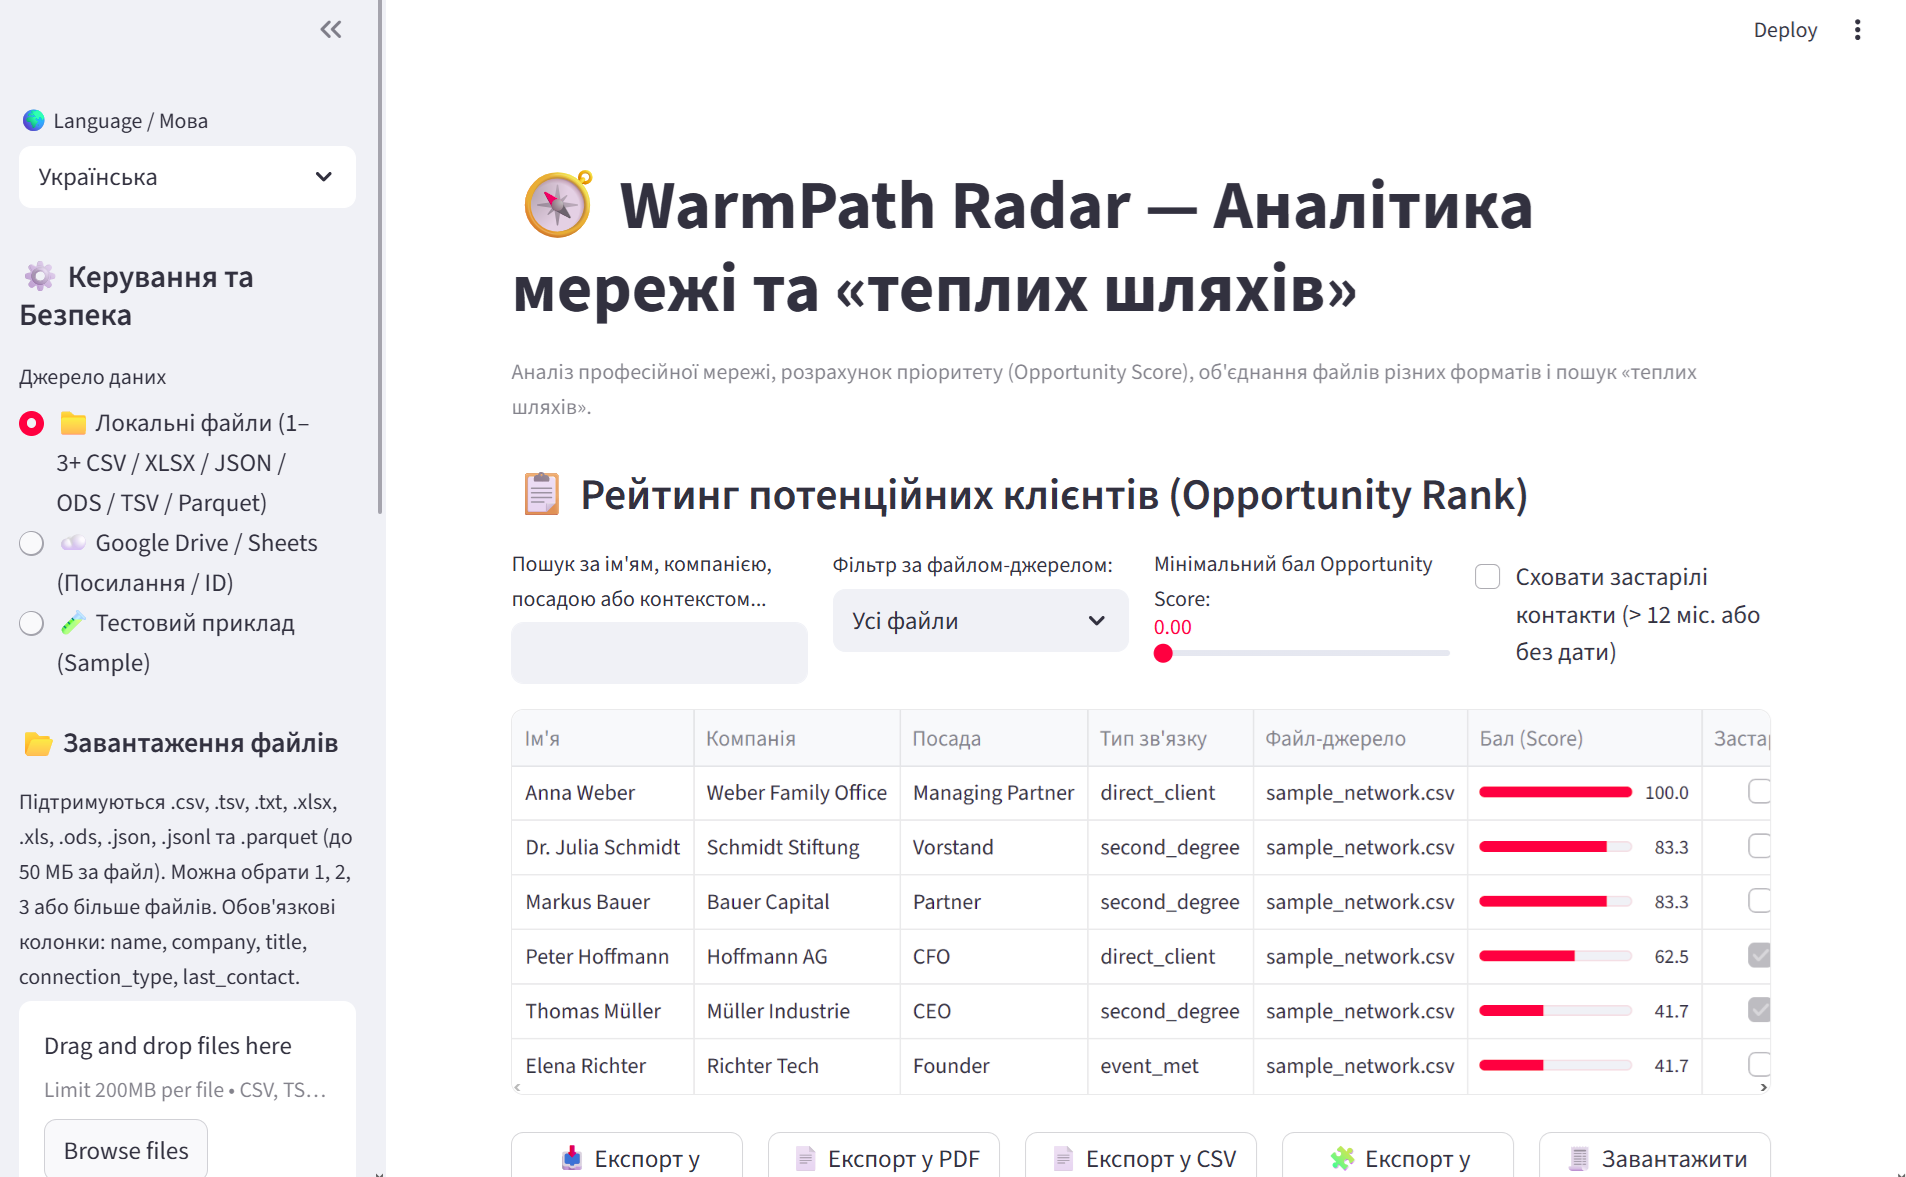 Deploy
Language / Мова
Українська
Керування та
Безпека
Джерело даних
Локальні файли (1–
3+ CSV / XLSX / JSON /
ODS / TSV / Parquet)
Google Drive / Sheets
(Посилання / ID)
Тестовий приклад
(Sample)
Завантаження файлів
Підтримуються .csv, .tsv, .txt, .xlsx,
.xls, .ods, .json, .jsonl та .parquet (до
50 МБ за файл). Можна обрати 1, 2,
3 або більше файлів. Обов'язкові
колонки: name, company, title,
connection_type, last_contact.
Drag and drop files here
Limit 200MB per file • CSV, TS…
Browse files
WarmPath Radar — Аналітика
мережі та «теплих шляхів»
Аналіз професійної мережі, розрахунок пріоритету (Opportunity Score), об'єднання файлів різних форматів і пошук «теплих
шляхів».
Рейтинг потенційних клієнтів (Opportunity Rank)
Пошук за ім'ям, компанією,
посадою або контекстом...
Фільтр за файлом-джерелом:
Усі файли
Мінімальний бал Opportunity
Score:
0.00
Сховати застарілі
контакти (> 12 міс. або
без дати)
Ім'я Компанія Посада Тип зв'язку Файл-джерело Бал (Score) Застар
Anna Weber Weber Family Office Managing Partner direct_client sample_network.csv 100.0
Dr. Julia Schmidt Schmidt Stiftung Vorstand second_degree sample_network.csv 83.3
Markus Bauer Bauer Capital Partner second_degree sample_network.csv 83.3
Peter Hoffmann Hoffmann AG CFO direct_client sample_network.csv 62.5
Thomas Müller Müller Industrie CEO second_degree sample_network.csv 41.7
Elena Richter Richter Tech Founder event_met sample_network.csv 41.7
Експорт у
Експорт у PDF
Експорт у CSV
Експорт у
Завантажити